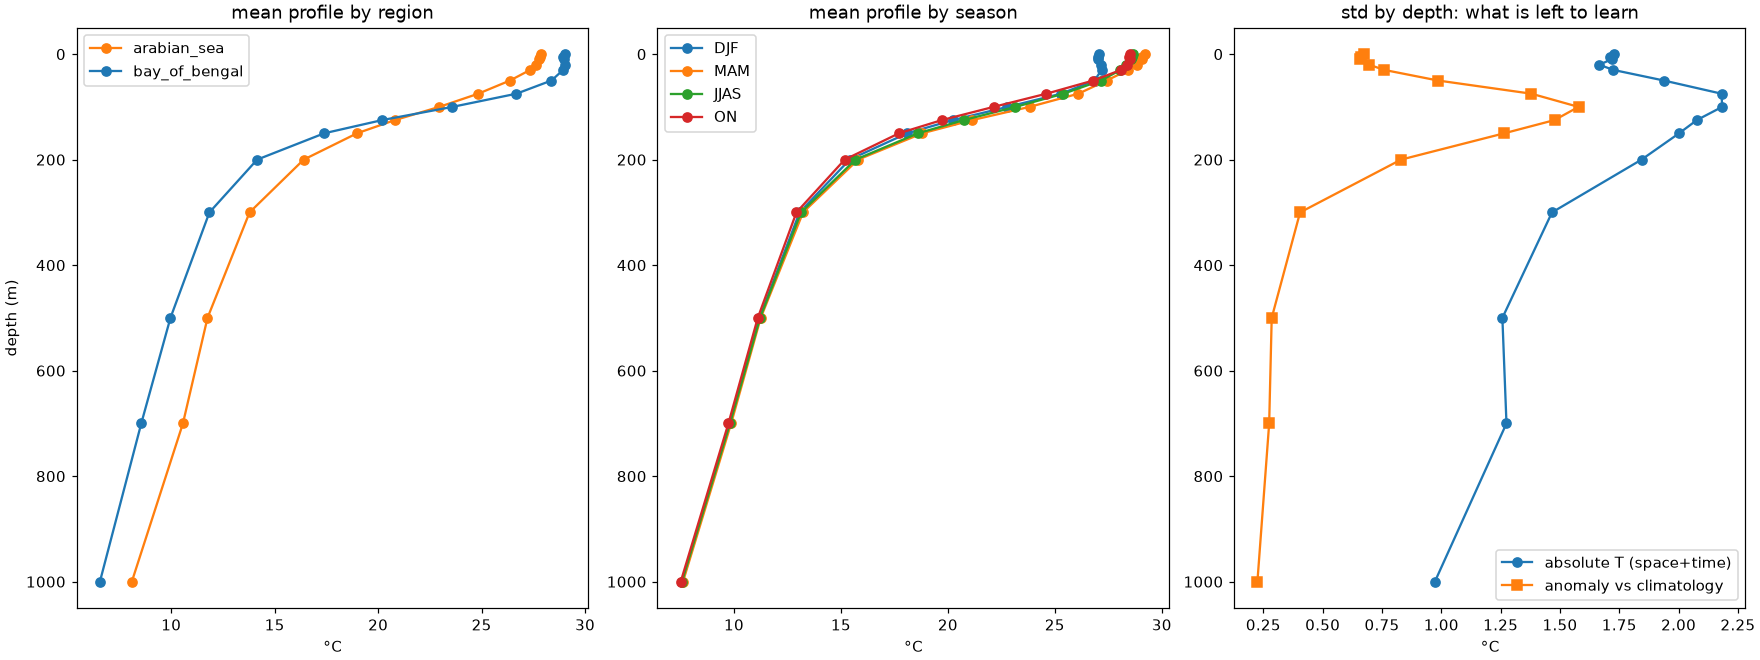 mean profile by region
mean profile by season
std by depth: what is left to learn
arabian_sea
bay_of_bengal
DJF
MAM
JJAS
ON
absolute T (space+time)
anomaly vs climatology
depth (m)
0
200
400
600
800
1000
0
200
400
600
800
1000
0
200
400
600
800
1000
10 15 20 25 30
10 15 20 25 30
0.25 0.50 0.75 1.00 1.25 1.50 1.75 2.00 2.25
°C
°C
°C